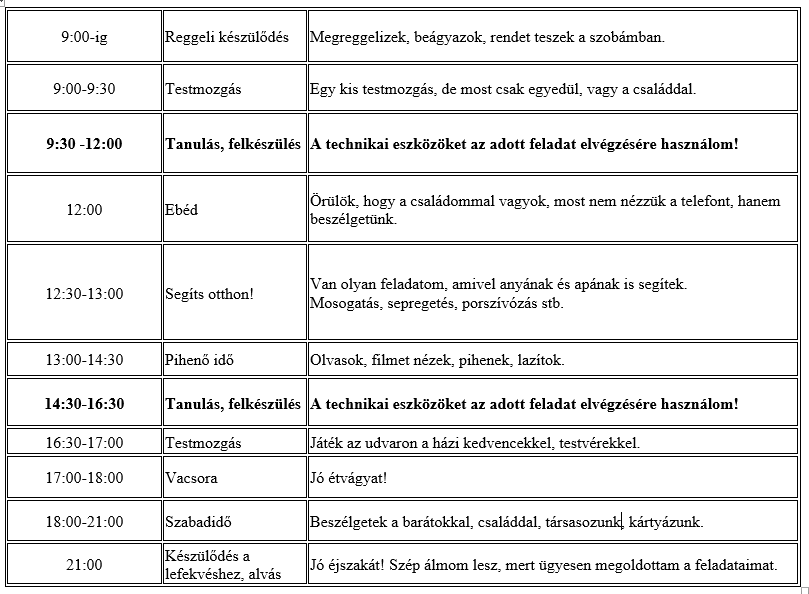 9:00-ig Reggeli készülődés Megreggelizek, beágyazok, rendet teszek a szobámban.
9:00-9:30 Testmozgás Egy kis testmozgás, de most csak egyedül, vagy a családdal.
9:30 -12:00 Tanulás, felkészülés A technikai eszközöket az adott feladat elvégzésére használom!
12:00 Ebéd Örülök, hogy a családommal vagyok, most nem nézzük a telefont, hanem
beszélgetünk.
12:30-13:00 Segíts otthon! Van olyan feladatom, amivel anyának és apának is segítek.
Mosogatás, sepregetés, porszívózás stb.
13:00-14:30 Pihenő idő Olvasok, filmet nézek, pihenek, lazítok.
14:30-16:30 Tanulás, felkészülés A technikai eszközöket az adott feladat elvégzésére használom!
16:30-17:00 Testmozgás Játék az udvaron a házi kedvencekkel, testvérekkel.
17:00-18:00 Vacsora Jó étvágyat!
18:00-21:00 Szabadidő Beszélgetek a barátokkal, családdal, társasozunk, kártyázunk.
21:00 Készülődés a
lefekvéshez, alvás Jó éjszakát! Szép álmom lesz, mert ügyesen megoldottam a feladataimat.